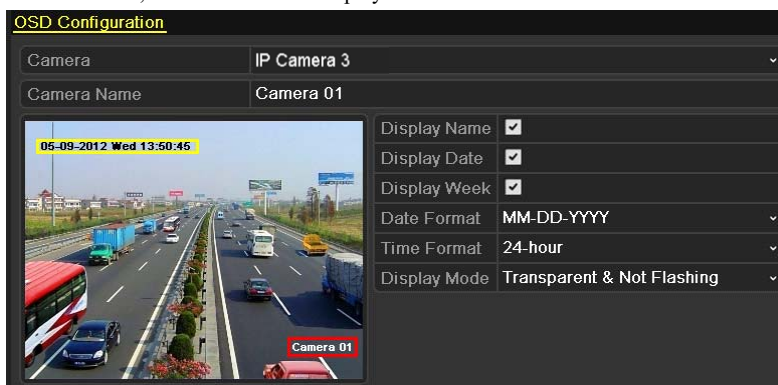 OSD Configuration
Camera IP Camera 3
Camera Name Camera 01
05-09-2012 Wed 13:50:45
Display Name
Display Date
Display Week
Date Format MM-DD-YYYY
Time Format 24-hour
Display Mode Transparent & Not Flashing
Camera 01